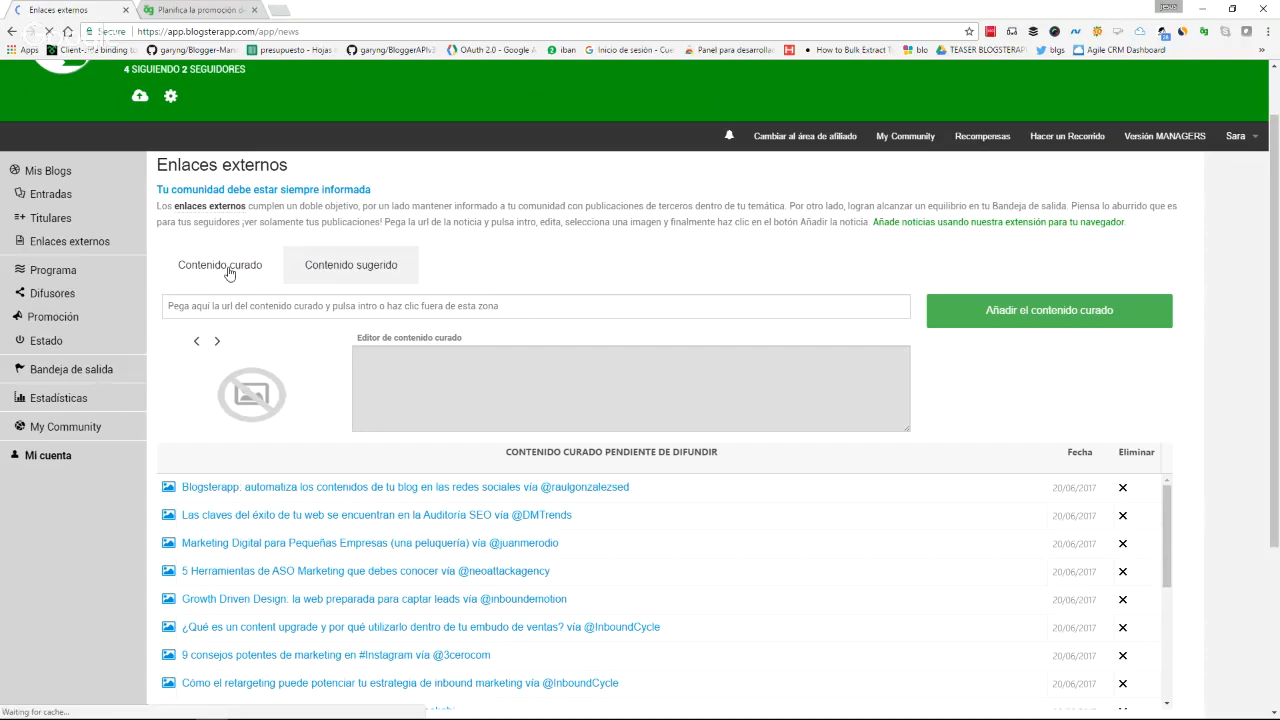 Enlaces externos
Planifica la promoción d
Secure
https://app.blogsterapp.com/app/news
Apps
Client-side binding to
garyng/Blogger-Man
presupuesto - Hojas
garyng/BloggerAPIv3
OAuth 2.0 - Google A
iban
Inicio de sesión - Cue
Panel para desarrollac
How to bulk Extract T
blo
TEASER BLOGSTERAP
blgs
Agile CRM Dashboard
4 SIGUIENDO 2 SEGUIDORES
Cambiar al área de afiliado
My Community
Recompensas
Hacer un Recorrido
Versión MANAGERS
Sara
Mis Blogs
Entradas
Titulares
Enlaces externos
Programa
Difusores
Promoción
Estado
Bandeja de salida
Estadísticas
My Community
Mi cuenta
Enlaces externos
Tu comunidad debe estar siempre informada
Los enlaces externos cumplen un doble objetivo, por un lado mantener informado a tu comunidad con publicaciones de terceros dentro de tu temática. Por otro lado, logran alcanzar un equilibrio en tu Bandeja de salida. Piensa lo aburrido que es
para tus seguidores ¡ver solamente tus publicaciones! Pega la url de la noticia y pulsa intro, edita, selecciona una imagen y finalmente haz clic en el botón Añadir la noticia. Añade noticias usando nuestra extensión para tu navegador.
Contenido curado
Contenido sugerido
Pega aquí la url del contenido curado y pulsa intro o haz clic fuera de esta zona
Añadir el contenido curado
Editor de contenido curado
CONTENIDO CURADO PENDIENTE DE DIFUNDIR
Fecha
Eliminar
Blogsterapp: automatiza los contenidos de tu blog en las redes sociales vía @raulgonzalezsed
20/06/2017
Las claves del éxito de tu web se encuentran en la Auditoría SEO vía @DMTrends
20/06/2017
Marketing Digital para Pequeñas Empresas (una peluquería) vía @juanmerodio
20/06/2017
5 Herramientas de ASO Marketing que debes conocer vía @neoattackagency
20/06/2017
Growth Driven Design: la web preparada para captar leads vía @inboundemotion
20/06/2017
¿Qué es un content upgrade y por qué utilizarlo dentro de tu embudo de ventas? vía @InboundCycle
20/06/2017
9 consejos potentes de marketing en #Instagram vía @3cerocom
20/06/2017
Cómo el retargeting puede potenciar tu estrategia de inbound marketing vía @InboundCycle
20/06/2017
Waiting for cache...